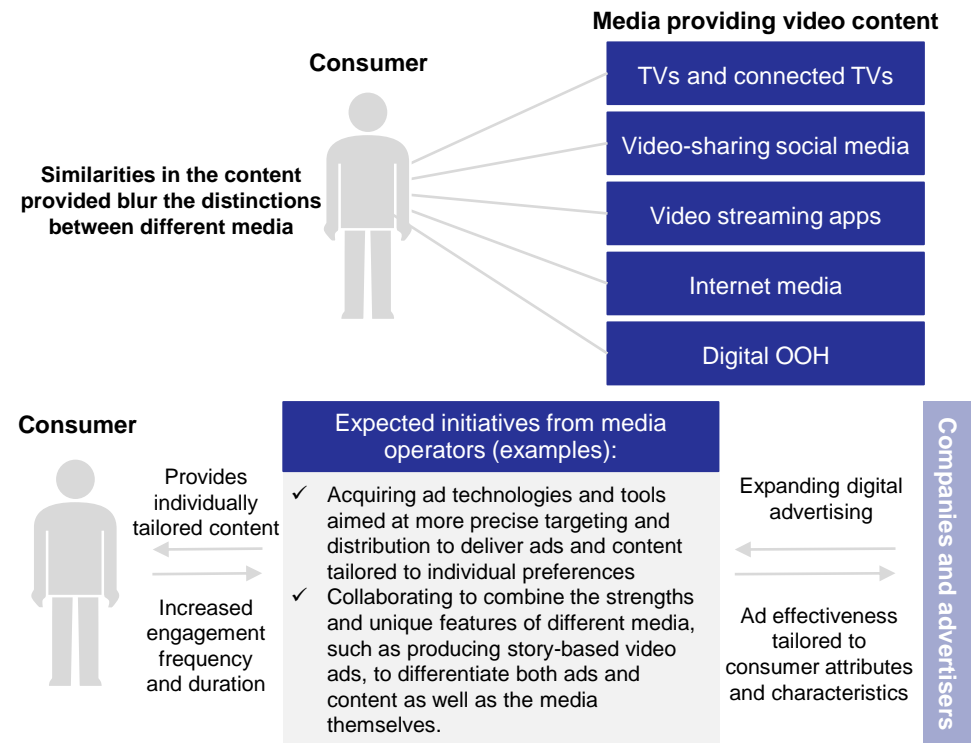 Media providing video content
Consumer
TVs and connected TVs
Video-sharing social media
Similarities in the content
provided blur the distinctions
between different media
Video streaming apps
Internet media
Digital OOH
Consumer
Expected initiatives from media
operators (examples):
Provides
individually
tailored content
Increased
engagement
frequency
and duration
✓ Acquiring ad technologies and tools
aimed at more precise targeting and
distribution to deliver ads and content
tailored to individual preferences
✓ Collaborating to combine the strengths
and unique features of different media,
such as producing story-based video
ads, to differentiate both ads and
content as well as the media
themselves.
Expanding digital
advertising
Ad effectiveness
tailored to
consumer attributes
and characteristics
Companies and advertisers